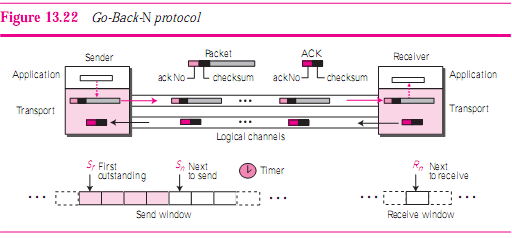 Figure 13.22 Go-Back-N protocol
Sender
Packet
ACK
Receiver
Application
ackNo
checksum
ackNo
checksum
Application
Transport
Transport
Logical channels
Sf First
outstanding
Sn Next
to send
Timer
Rn Next
to receive
Send window
Receive window